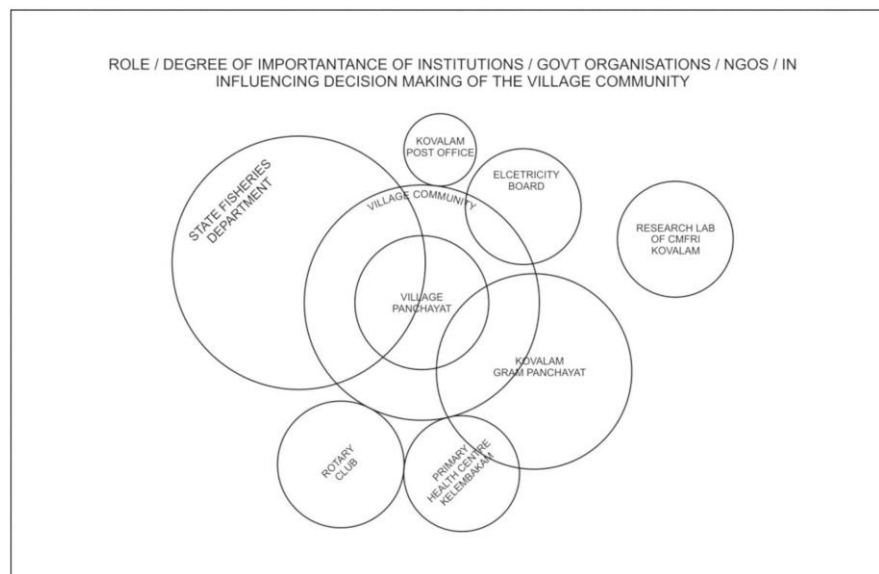 ROLE / DEGREE OF IMPORTANTANCE OF INSTITUTIONS / GOVT ORGANISATIONS / NGOS / IN
INFLUENCING DECISION MAKING OF THE VILLAGE COMMUNITY
KOVALAM
POST OFFICE
STATE FISHERIES
DEPARTMENT
ELCETRICITY
BOARD
VILLAGE COMMUNITY
RESEARCH LAB
OF CMFRI
KOVALAM
VILLAGE
PANCHAYAT
KOVALAM
GRAM PANCHAYAT
ROTARY
CLUB
PRIMARY
HEALTH CENTRE
KELEMBAKAM